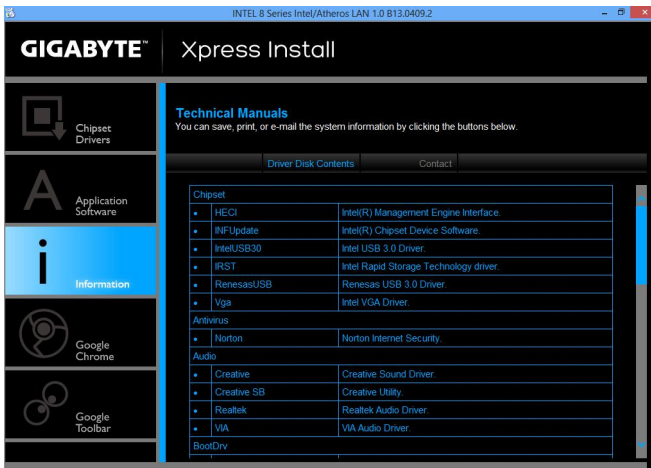 INTEL 8 Series Intel/Atheros LAN 1.0 B13.0409.2
GIGABYTE™ Xpress Install
Chipset
Drivers
Application
Software
Information
Google
Chrome
Google
Toolbar
Technical Manuals
You can save, print, or e-mail the system information by clicking the buttons below.
Driver Disk Contents Contact
Chipset
• HECI Intel(R) Management Engine Interface.
• INFUpdate Intel(R) Chipset Device Software.
• IntelUSB30 Intel USB 3.0 Driver.
• IRST Intel Rapid Storage Technology driver.
• RenesasUSB Renesas USB 3.0 Driver.
• Vga Intel VGA Driver.
Antivirus
• Norton Norton Internet Security.
Audio
• Creative Creative Sound Driver.
• Creative SB Creative Utility.
• Realtek Realtek Audio Driver.
• VIA VIA Audio Driver.
BootDrv